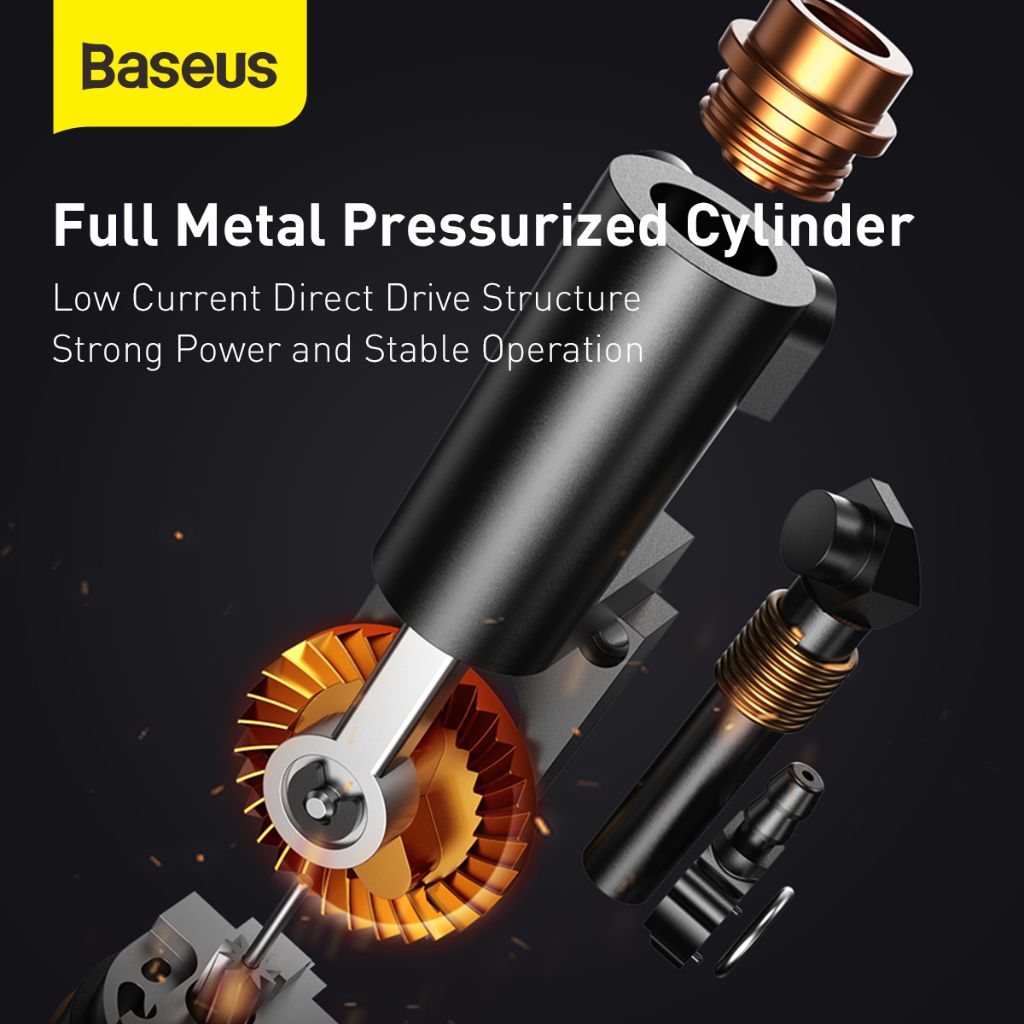 Baseus
Full Metal Pressurized Cylinder
Low Current Direct Drive Structure
Strong Power and Stable Operation